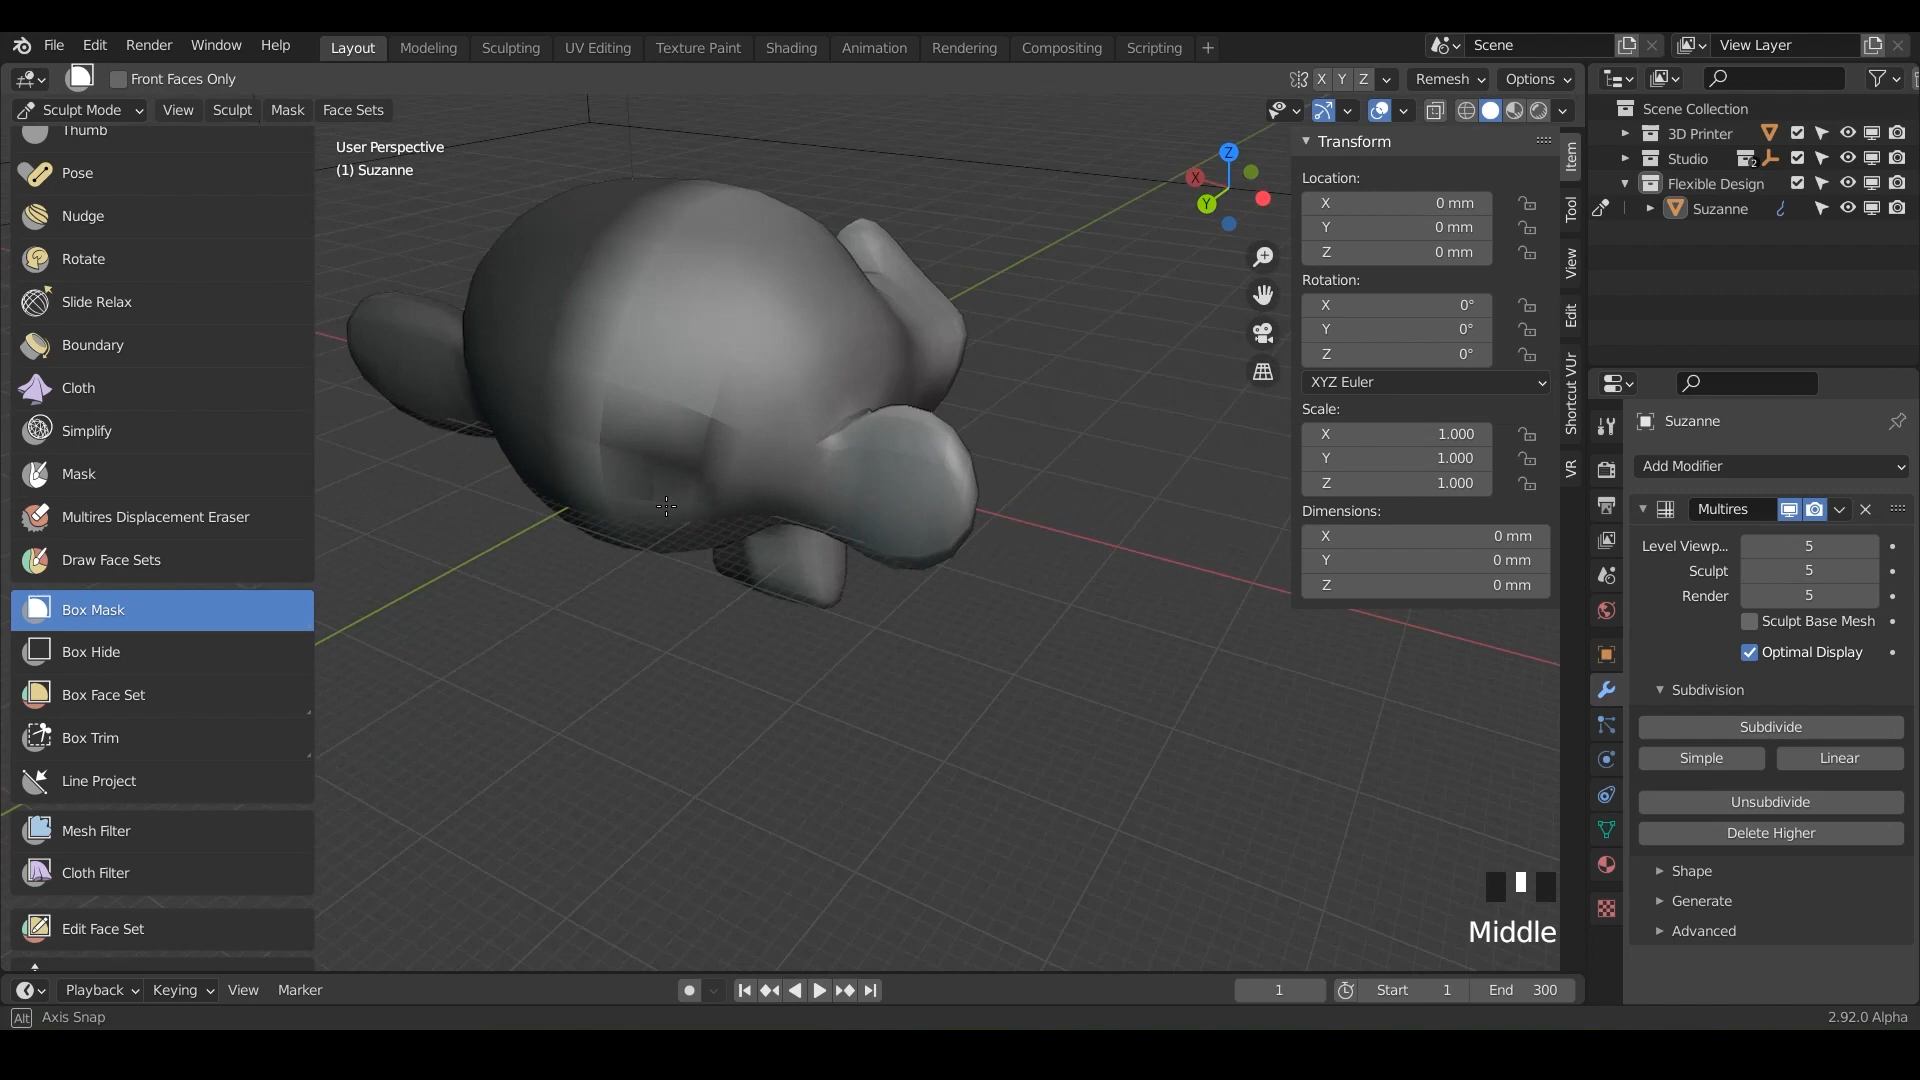 File Edit Render Window Help Layout Modeling Sculpting UV Editing Texture Paint Shading Animation Rendering Compositing Scripting + Scene View Layer
Front Faces Only X Y Z Remesh Options
Sculpt Mode View Sculpt Mask Face Sets
Thumb
Pose
Nudge
Rotate
Slide Relax
Boundary
Cloth
Simplify
Mask
Multires Displacement Eraser
Draw Face Sets
Box Mask
Box Hide
Box Face Set
Box Trim
Line Project
Mesh Filter
Cloth Filter
Edit Face Set
User Perspective
(1) Suzanne
Z
X
Y
Transform
Location:
X 0 mm
Y 0 mm
Z 0 mm
Rotation:
X 0°
Y 0°
Z 0°
XYZ Euler
Scale:
X 1.000
Y 1.000
Z 1.000
Dimensions:
X 0 mm
Y 0 mm
Z 0 mm
Item
Tool
View
Edit
Shortcut VUr
VR
Middle
Scene Collection
3D Printer
Studio 2
Flexible Design
Suzanne
Suzanne
Add Modifier
Multires
Level Viewp... 5
Sculpt 5
Render 5
Sculpt Base Mesh
Optimal Display
Subdivision
Subdivide
Simple Linear
Unsubdivide
Delete Higher
Shape
Generate
Advanced
Playback Keying View Marker 1 Start 1 End 300
Alt Axis Snap 2.92.0 Alpha